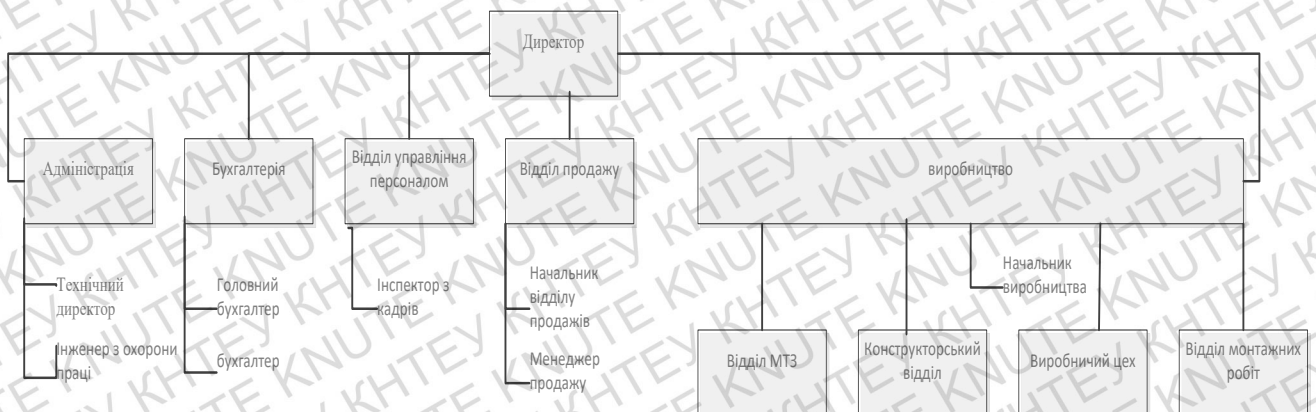 Директор
Адміністрація
Бухгалтерія
Відділ управління
персоналом
Відділ продажу
виробництво
Технічний
директор
Інженер з охорони
праці
Головний
бухгалтер
бухгалтер
Інспектор з
кадрів
Начальник
відділу
продажів
Менеджер
продажу
Начальник
виробництва
Відділ МТЗ
Конструкторський
відділ
Виробничий цех
Відділ монтажних
робіт